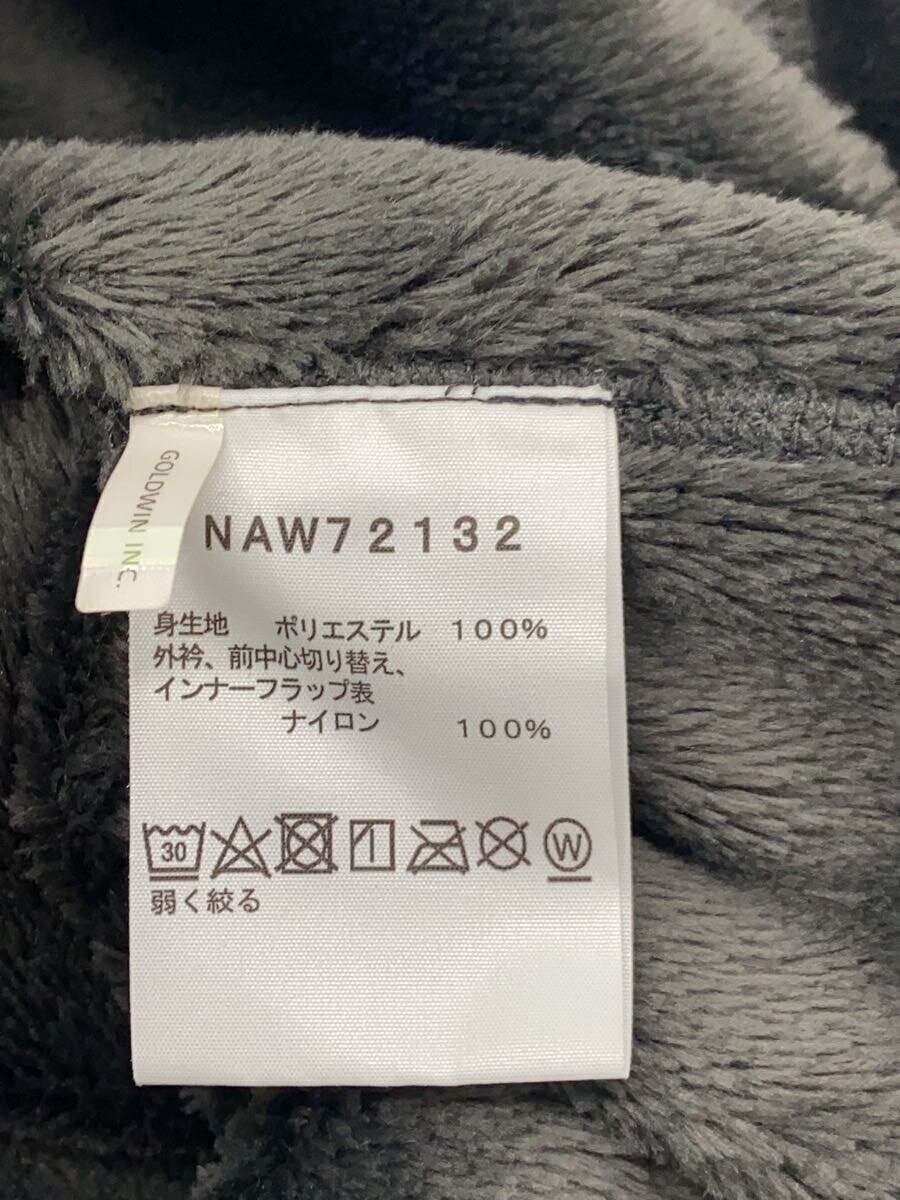 GOLDWIN INC.
NAW72132
身生地 ポリエステル 100%
外衿、前中心切り替え、
インナーフラップ表
ナイロン 100%
30
W
弱く絞る